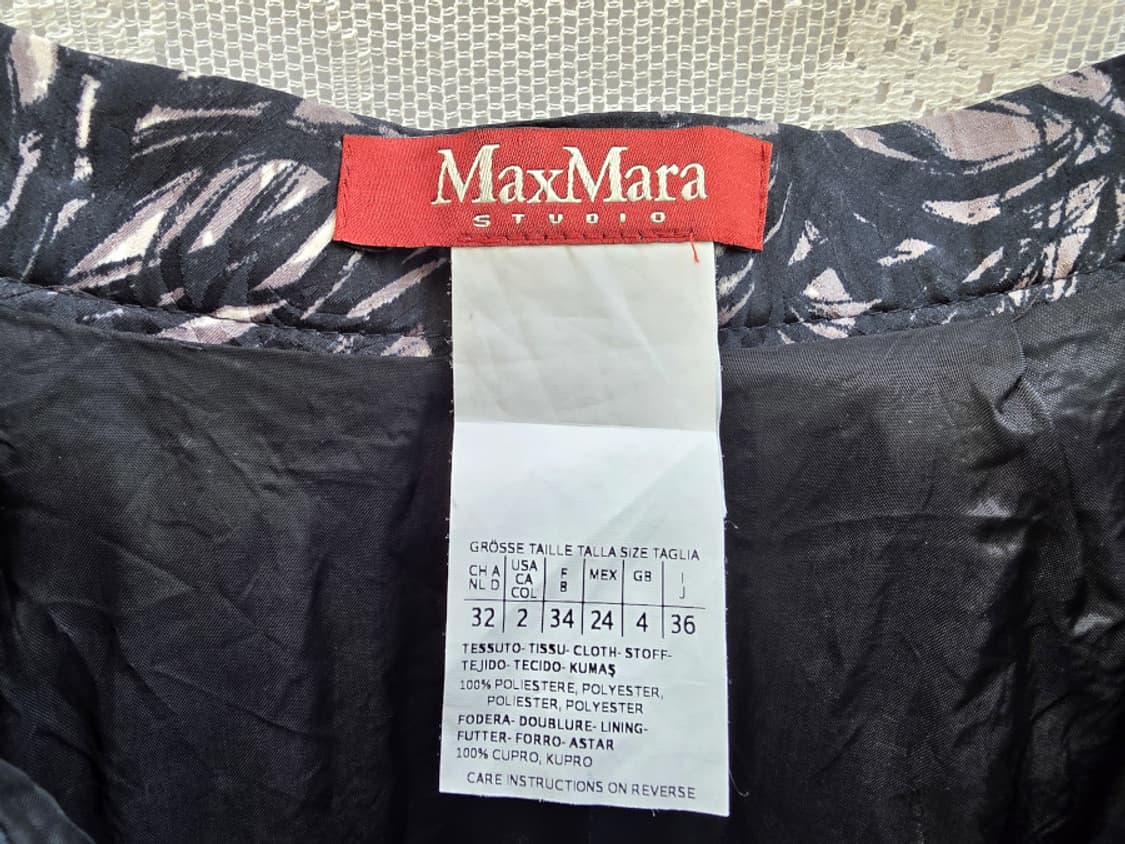 MaxMara
STUDIO
GRÖSSE TAILLE TALLA SIZE TAGLIA
CH A NL D USA CA COL F B MEX GB I J
32 2 34 24 4 36
TESSUTO- TISSU- CLOTH- STOFF-
TEJIDO- TECIDO- KUMAŞ
100% POLIESTERE, POLYESTER,
POLIESTER, POLYESTER
FODERA- DOUBLURE- LINING-
FUTTER- FORRO- ASTAR
100% CUPRO, KUPRO
CARE INSTRUCTIONS ON REVERSE